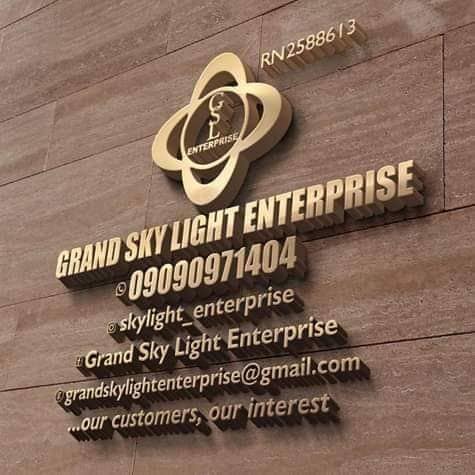 RN2588613
GSL
ENTERPRISE
GRAND SKY LIGHT ENTERPRISE
09090971404
skylight_enterprise
Grand Sky Light Enterprise
grandskylightenterprise@gmail.com
...our customers, our interest